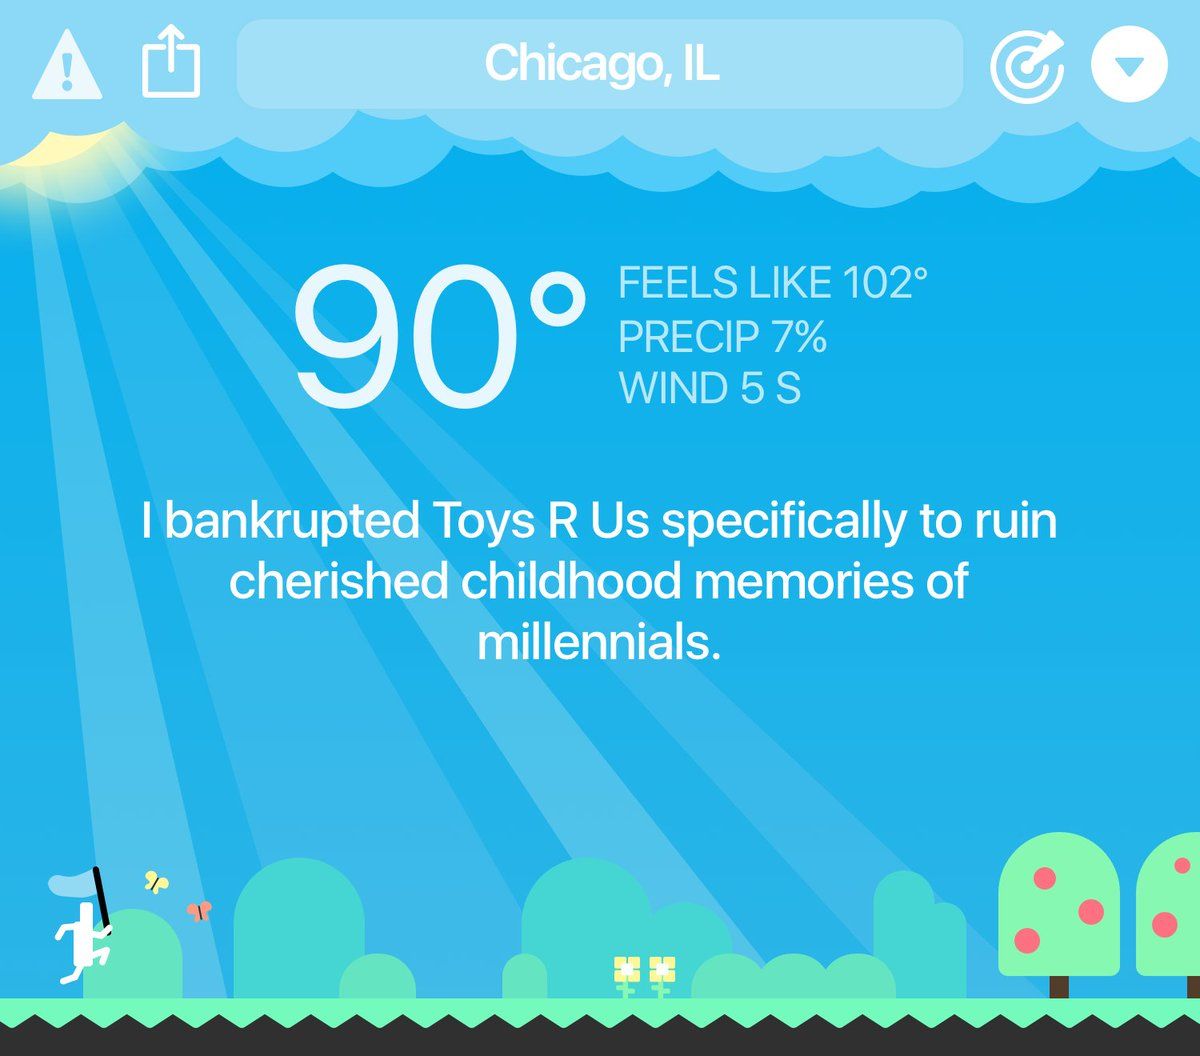 Chicago, IL
90°
FEELS LIKE 102°
PRECIP 7%
WIND 5 S
I bankrupted Toys R Us specifically to ruin
cherished childhood memories of
millennials.